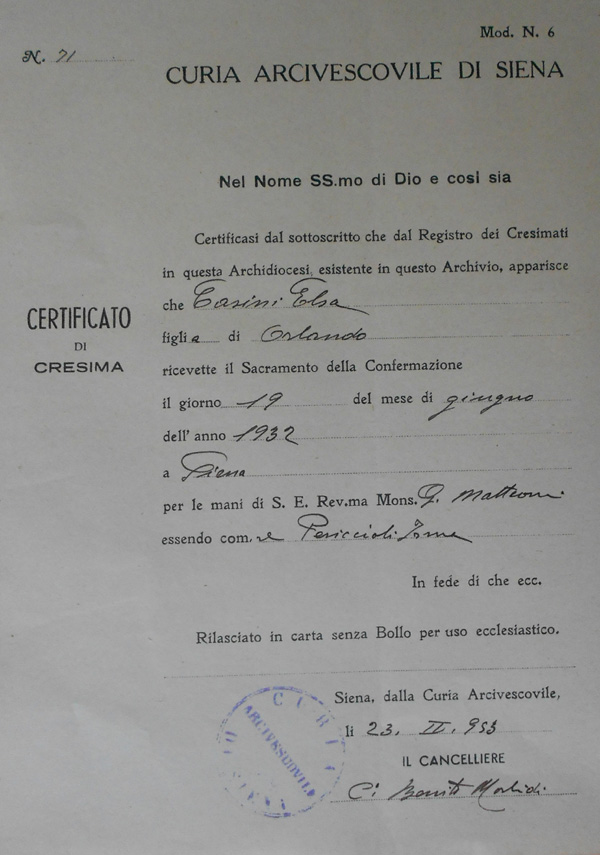 Mod. N. 6
N. 71
CURIA ARCIVESCOVILE DI SIENA
Nel Nome SS.mo di Dio e così sia
Certificasi dal sottoscritto che dal Registro dei Cresimati
in questa Archidiocesi, esistente in questo Archivio, apparisce
che Casini Elsa
figlia di Orlando
CERTIFICATO
DI
CRESIMA
ricevette il Sacramento della Confermazione
il giorno 19 del mese di giugno
dell'anno 1932
a Siena
per le mani di S. E. Rev.ma Mons. G. Matteoni
essendo com.re Periccioli Irma
In fede di che ecc.
Rilasciato in carta senza Bollo per uso ecclesiastico.
Siena, dalla Curia Arcivescovile,
li 23. II. 953
IL CANCELLIERE
CURIA